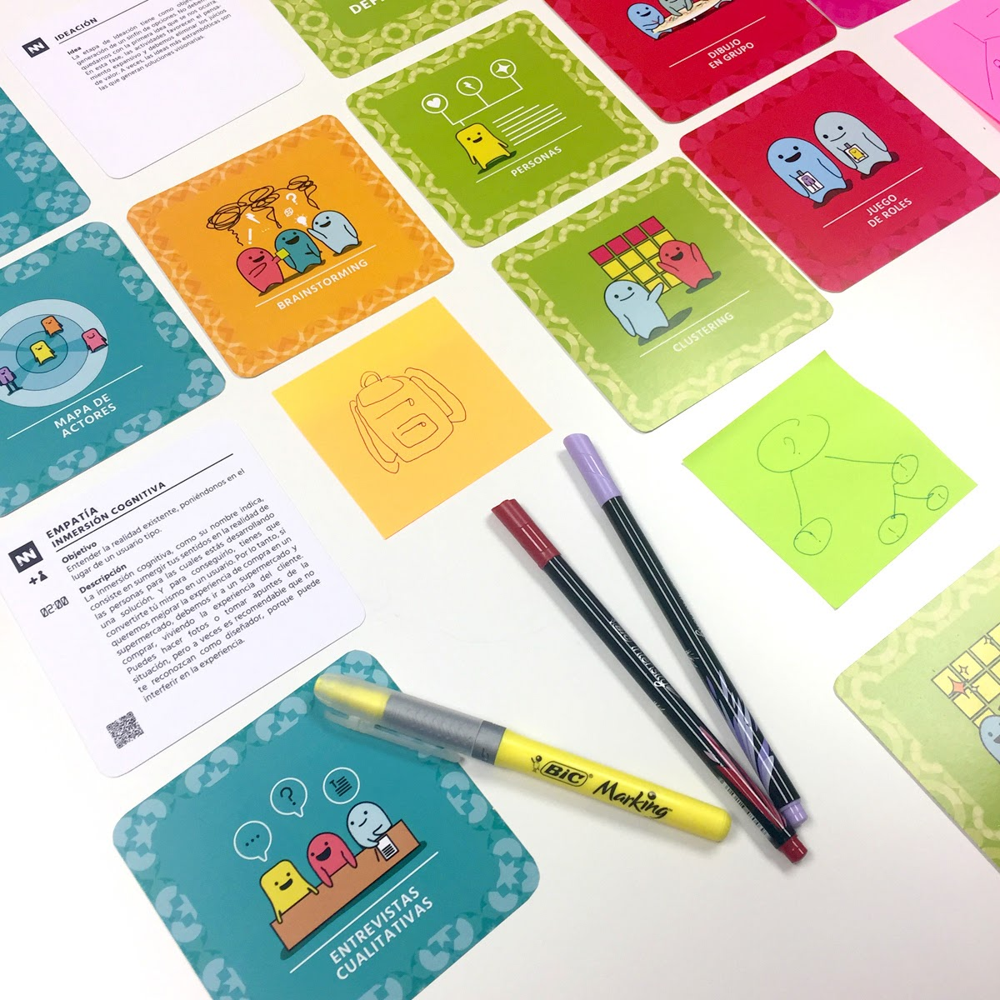 IDEACIÓN
Idea
La etapa de Ideación tiene como
generación de un sinfín de opciones. No
quedarnos con la primera idea que se nos ocurra.
En esta fase, las actividades favorecen el pensa-
miento expansivo y debemos eliminar los juicios
de valor. A veces, las ideas más estrambóticas son
las que generan soluciones visionarias.
DIBUJO
EN GRUPO
PERSONAS
JUEGO
DE ROLES
BRAINSTORMING
CLUSTERING
MAPA DE
ACTORES
EMPATÍA
INMERSIÓN COGNITIVA
Objetivo
Entender la realidad existente, poniéndonos en el
lugar de un usuario tipo.
Descripción
La inmersión cognitiva, como su nombre indica,
consiste en sumergir tus sentidos en la realidad de
las personas para las cuales estás desarrollando
una solución. Y para conseguirlo, tienes que
convertirte tú mismo en un usuario. Por lo tanto, si
queremos mejorar la experiencia de compra en un
supermercado, debemos ir a un supermercado y
comprar, viviendo la experiencia del cliente.
Puedes hacer fotos o tomar apuntes de la
situación, pero a veces es recomendable que no
te reconozcan como diseñador, porque puede
interferir en la experiencia.
02:00
BIC Marking
intensity
ENTREVISTAS
CUALITATIVAS